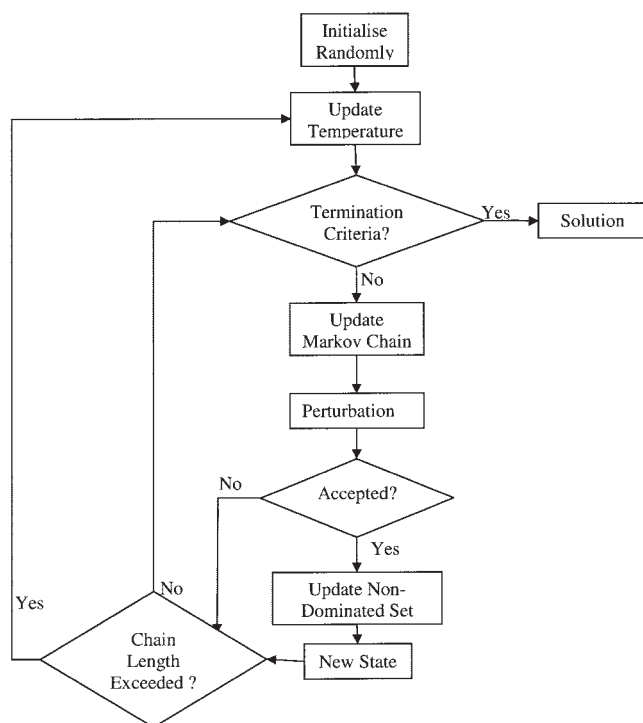 Initialise
Randomly
Update
Temperature
Termination
Criteria?
Yes
Solution
No
Update
Markov Chain
Perturbation
Accepted?
No
Yes
Update Non-
Dominated Set
New State
No
Yes
Chain
Length
Exceeded ?